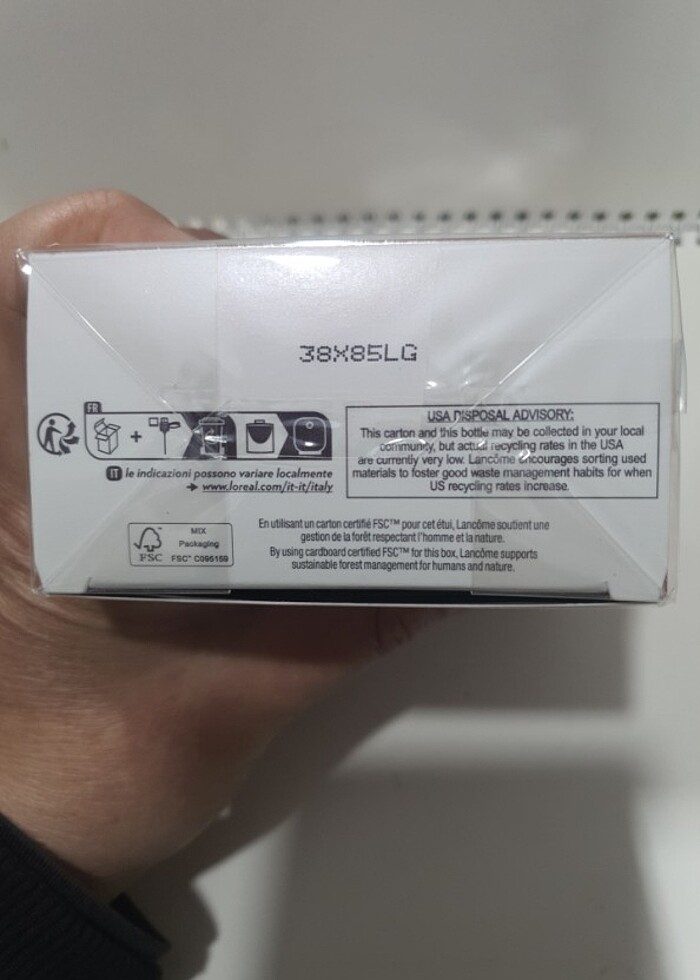 38X85LG
FR
+
USA DISPOSAL ADVISORY:
This carton and this bottle may be collected in your local
community, but actual recycling rates in the USA
are currently very low. Lancôme encourages sorting used
materials to foster good waste management habits for when
US recycling rates increase.
IT le indicazioni possono variare localmente
➔ www.loreal.com/it-it/italy
FSC
MIX
Packaging
FSC™ C095159
En utilisant un carton certifié FSC™ pour cet étui, Lancôme soutient une
gestion de la forêt respectant l'homme et la nature.
By using cardboard certified FSC™ for this box, Lancôme supports
sustainable forest management for humans and nature.